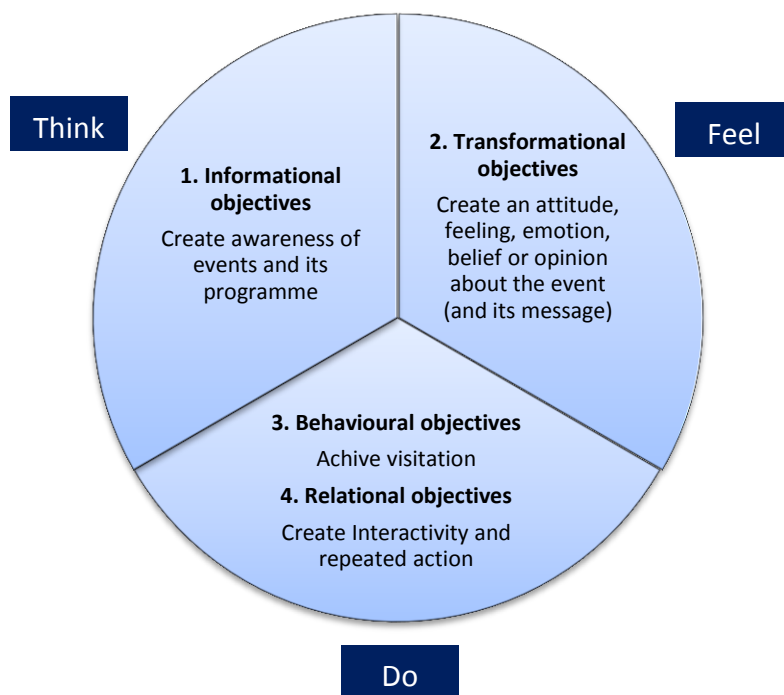 Think
1. Informational
objectives
Create awareness of
events and its
programme
Feel
2. Transformational
objectives
Create an attitude,
feeling, emotion,
belief or opinion
about the event
(and its message)
3. Behavioural objectives
Achive visitation
4. Relational objectives
Create Interactivity and
repeated action
Do